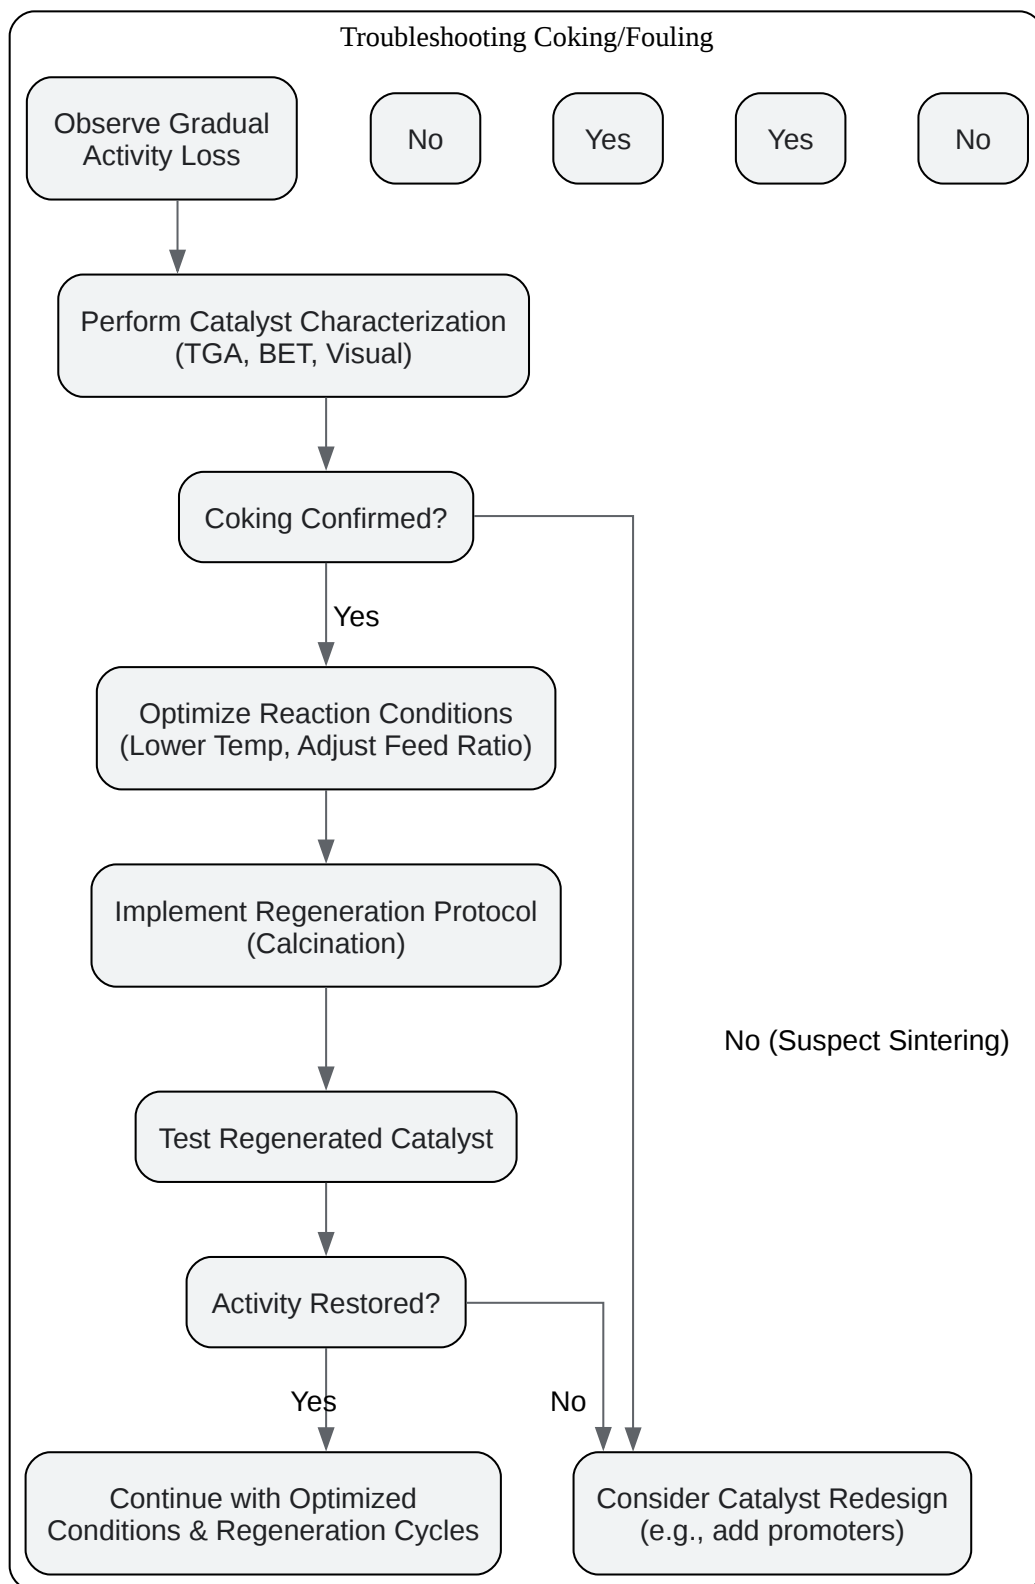 Troubleshooting Coking/Fouling
Observe Gradual
Activity Loss
No
Yes
Yes
No
Perform Catalyst Characterization
(TGA, BET, Visual)
Coking Confirmed?
Yes
Optimize Reaction Conditions
(Lower Temp, Adjust Feed Ratio)
Implement Regeneration Protocol
(Calcination)
No (Suspect Sintering)
Test Regenerated Catalyst
Activity Restored?
Yes
No
Continue with Optimized
Conditions & Regeneration Cycles
Consider Catalyst Redesign
(e.g., add promoters)